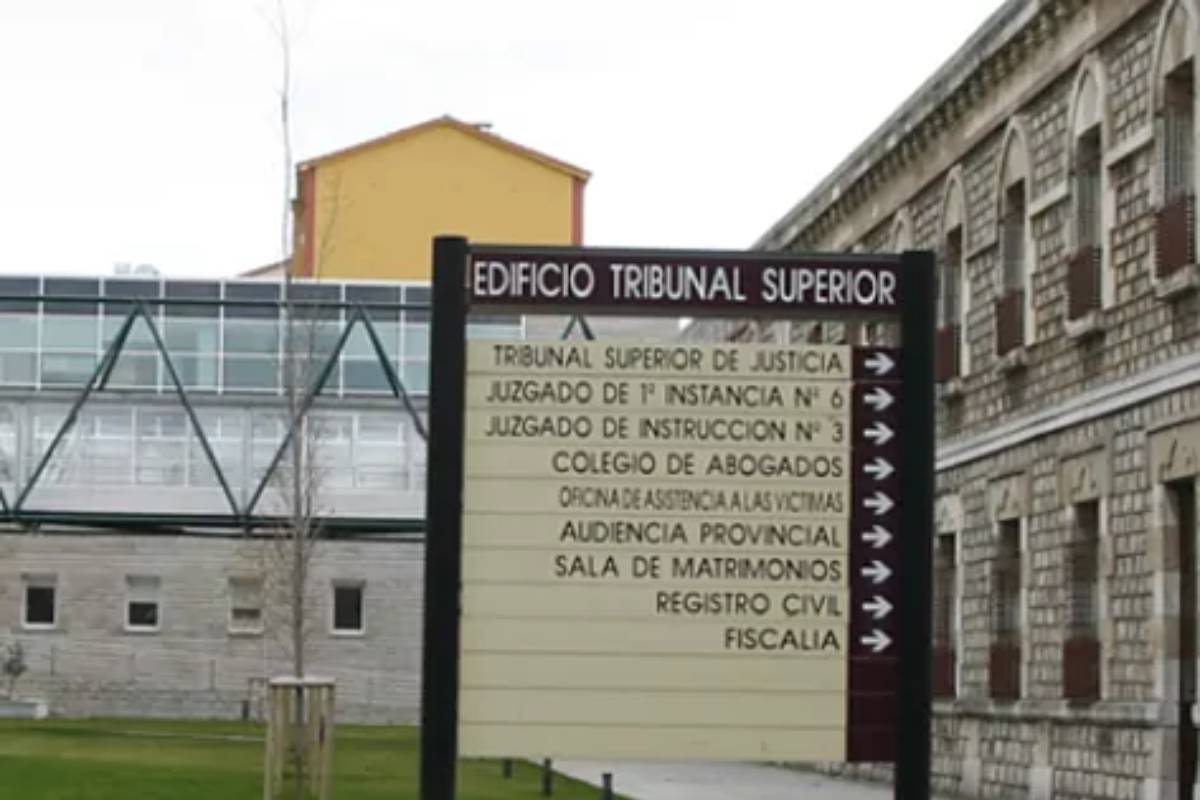 EDIFICIO TRIBUNAL SUPERIOR
TRIBUNAL SUPERIOR DE JUSTICIA
JUZGADO DE 1ª INSTANCIA Nº 6
JUZGADO DE INSTRUCCION Nº 3
COLEGIO DE ABOGADOS
OFICINA DE ASISTENCIA A LAS VICTIMAS
AUDIENCIA PROVINCIAL
SALA DE MATRIMONIOS
REGISTRO CIVIL
FISCALIA